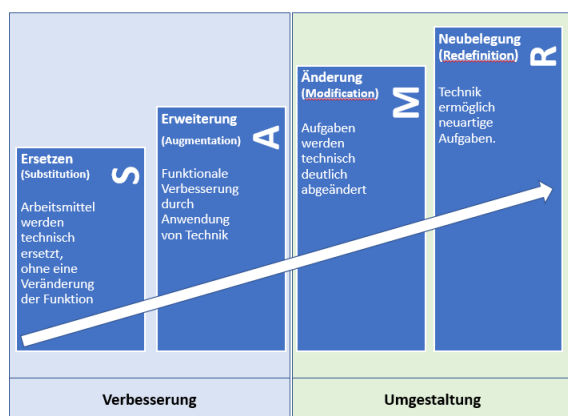 Ersetzen
(Substitution)
S
Arbeitsmittel
werden
technisch
ersetzt,
ohne eine
Veränderung
der Funktion
Erweiterung
(Augmentation)
A
Funktionale
Verbesserung
durch
Anwendung
von Technik
Änderung
(Modification)
M
Aufgaben
werden
technisch
deutlich
abgeändert
Neubelegung
(Redefinition)
R
Technik
ermöglich
neuartige
Aufgaben.
Verbesserung
Umgestaltung